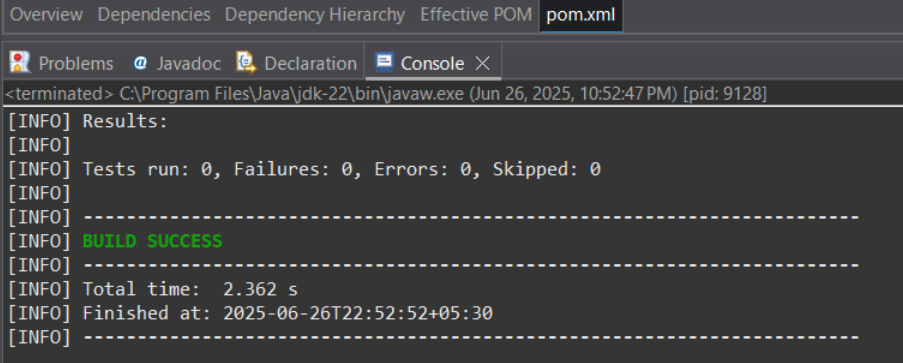 Overview Dependencies Dependency Hierarchy Effective POM pom.xml
Problems @ Javadoc Declaration Console
<terminated> C:\Program Files\Java\jdk-22\bin\javaw.exe (Jun 26, 2025, 10:52:47 PM) [pid: 9128]
[INFO] Results:
[INFO]
[INFO] Tests run: 0, Failures: 0, Errors: 0, Skipped: 0
[INFO]
[INFO] ------------------------------------------------------------------------
[INFO] BUILD SUCCESS
[INFO] ------------------------------------------------------------------------
[INFO] Total time:  2.362 s
[INFO] Finished at: 2025-06-26T22:52:52+05:30
[INFO] ------------------------------------------------------------------------